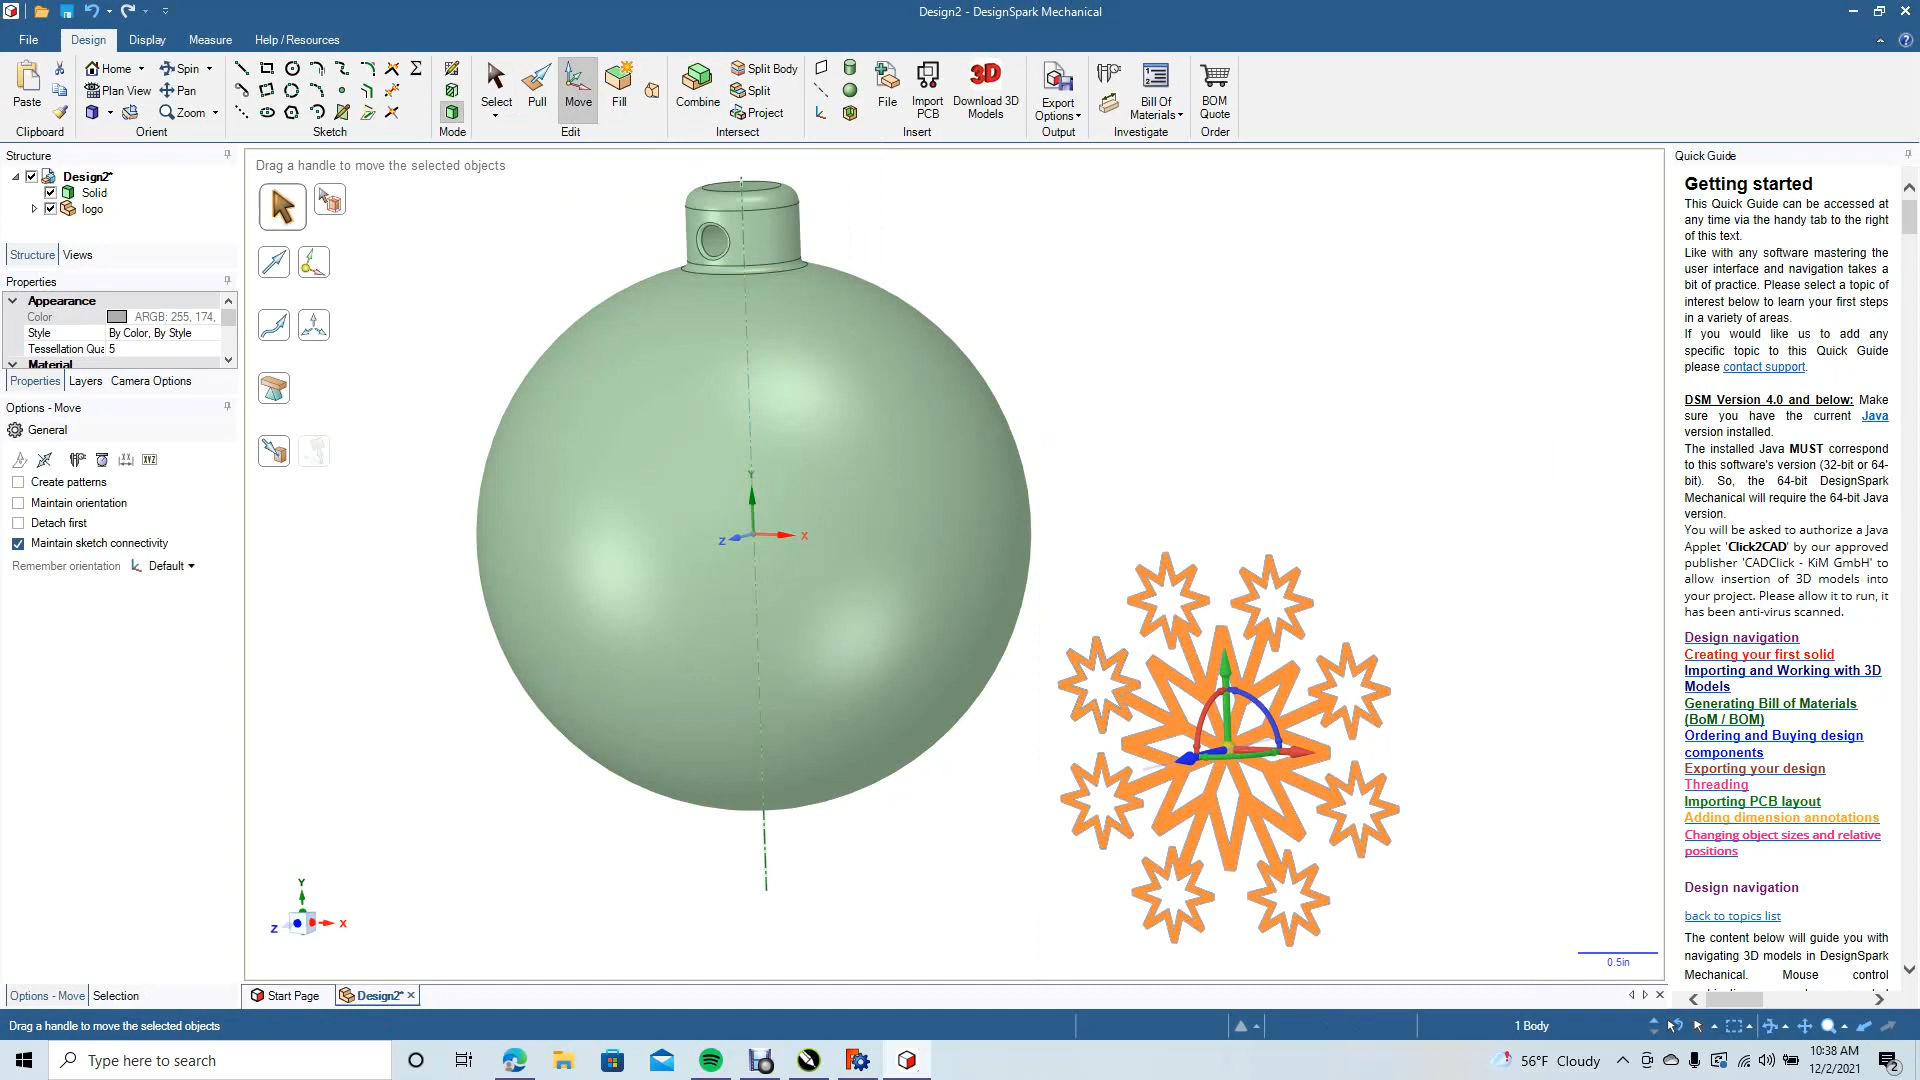 Design2 - DesignSpark Mechanical
File
Design
Display
Measure
Help / Resources
Paste
Clipboard
Home
Plan View
Spin
Pan
Zoom
Orient
Sketch
Mode
Select
Pull
Move
Fill
Edit
Combine
Split Body
Split
Project
Intersect
File
Import
PCB
Download 3D
Models
Insert
Export
Options
Output
Bill Of
Materials
Investigate
BOM
Quote
Order
Structure
Design2*
Solid
logo
Structure
Views
Properties
Appearance
Color
ARGB: 255, 174,
Style
By Color, By Style
Tessellation Qua
5
Material
Properties
Layers
Camera Options
Options - Move
General
XYZ
Create patterns
Maintain orientation
Detach first
Maintain sketch connectivity
Remember orientation
Default
Options - Move
Selection
Drag a handle to move the selected objects
3D
Y
X
Z
Y
X
Z
0.5in
Start Page
Design2*
Quick Guide
Getting started
This Quick Guide can be accessed at
any time via the handy tab to the right
of this text.
Like with any software mastering the
user interface and navigation takes a
bit of practice. Please select a topic of
interest below to learn your first steps
in a variety of areas.
If you would like us to add any
specific topic to this Quick Guide
please contact support.
DSM Version 4.0 and below: Make
sure you have the current Java
version installed.
The installed Java MUST correspond
to this software's version (32-bit or 64-
bit). So, the 64-bit DesignSpark
Mechanical will require the 64-bit Java
version.
You will be asked to authorize a Java
Applet 'Click2CAD' by our approved
publisher 'CADClick - KiM GmbH' to
allow insertion of 3D models into
your project. Please allow it to run, it
has been anti-virus scanned.
Design navigation
Creating your first solid
Importing and Working with 3D
Models
Generating Bill of Materials
(BoM / BOM)
Ordering and Buying design
components
Exporting your design
Threading
Importing PCB layout
Adding dimension annotations
Changing object sizes and relative
positions
Design navigation
back to topics list
The content below will guide you with
navigating 3D models in DesignSpark
Mechanical. Mouse control
Drag a handle to move the selected objects
1 Body
Type here to search
56°F Cloudy
10:38 AM
12/2/2021
2